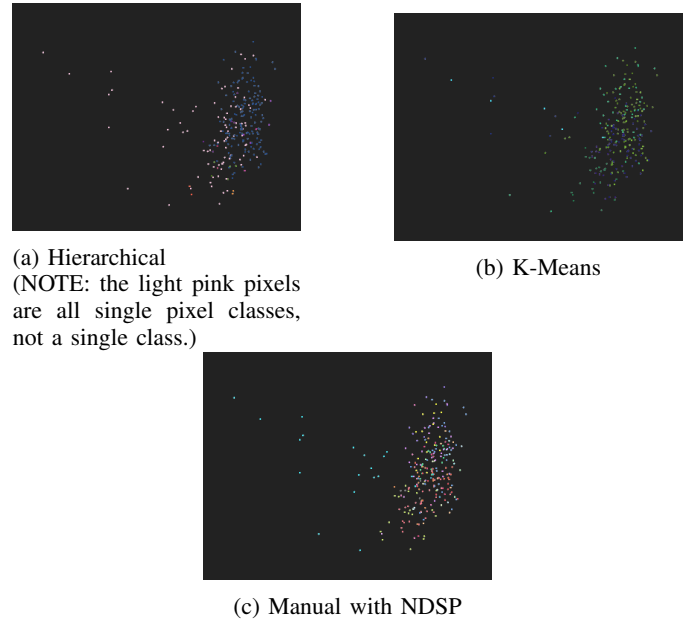 (a) Hierarchical
(NOTE: the light pink pixels
are all single pixel classes,
not a single class.)
(b) K-Means
(c) Manual with NDSP